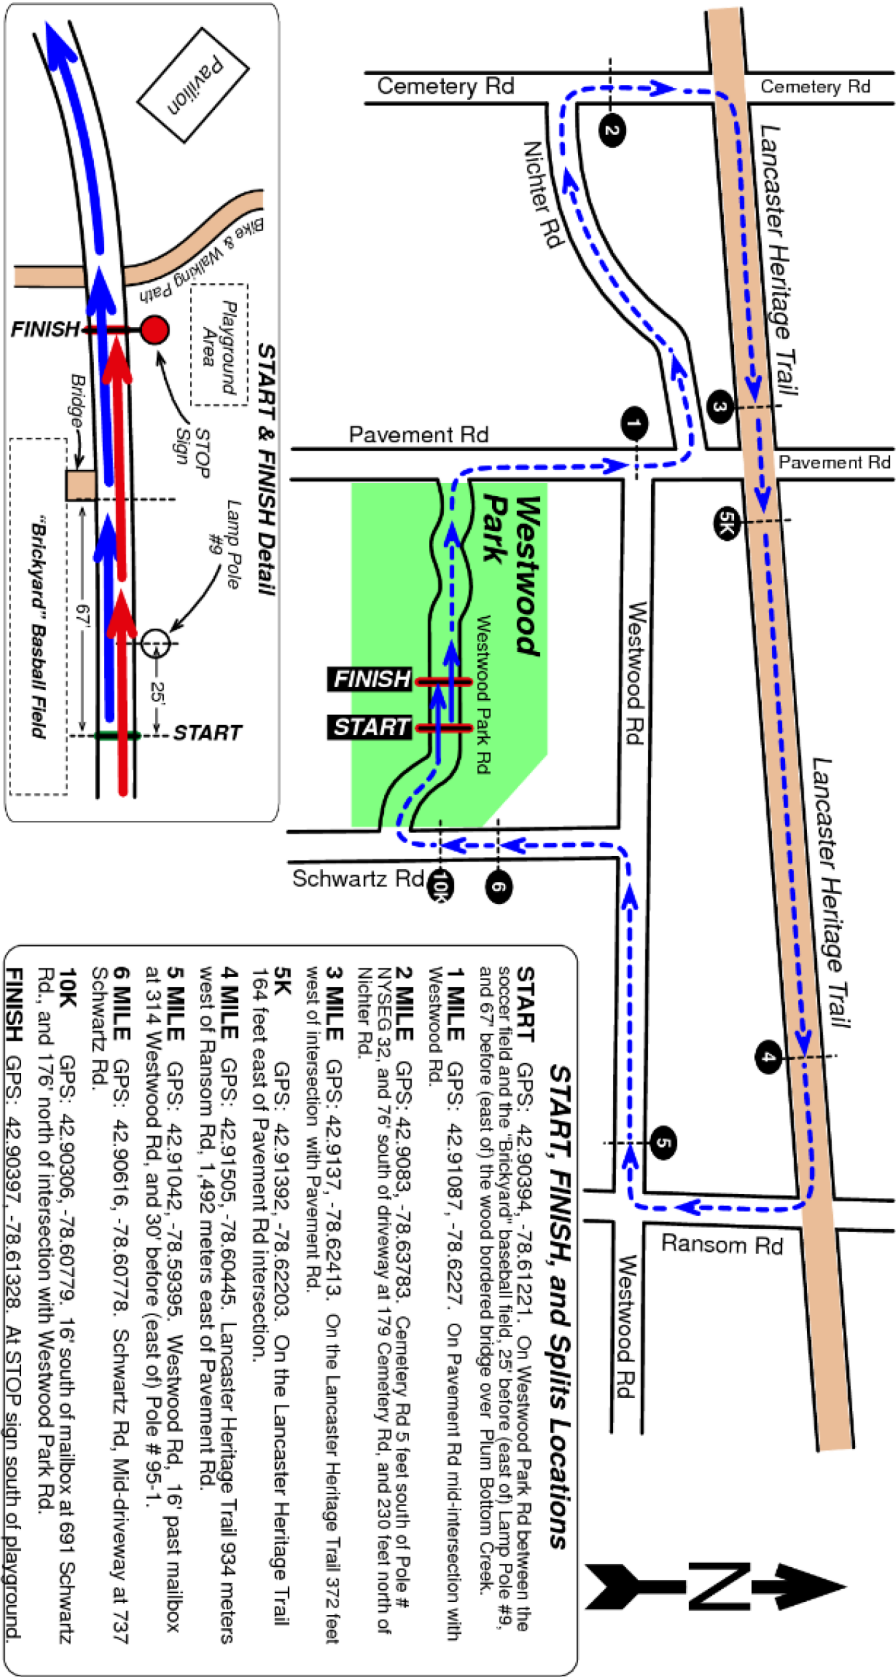 Cemetery Rd
Cemetery Rd
Lancaster Heritage Trail
2
Nichter Rd
3
1
Pavement Rd
Pavement Rd
5K
Westwood
Park
Westwood Park Rd
FINISH
START
Westwood Rd
Lancaster Heritage Trail
Schwartz Rd
10K
6
4
5
Ransom Rd
Westwood Rd
N
START & FINISH Detail
Pavilion
Bike & Walking Path
Playground
Area
FINISH
STOP
Sign
Bridge
Lamp Pole
#9
67'
25'
START
"Brickyard" Basball Field
START, FINISH, and Splits Locations
START GPS: 42.90394, -78.61221. On Westwood Park Rd between the
soccer field and the "Brickyard" baseball field, 25' before (east of) Lamp Pole #9,
and 67' before (east of) the wood bordered bridge over Plum Bottom Creek.
1 MILE GPS: 42.91087, -78.6227. On Pavement Rd mid-intersection with
Westwood Rd.
2 MILE GPS: 42.9083, -78.63783. Cemetery Rd 5 feet south of Pole #
NYSEG 32, and 76' south of driveway at 179 Cemetery Rd, and 230 feet north of
Nichter Rd.
3 MILE GPS: 42.9137, -78.62413. On the Lancaster Heritage Trail 372 feet
west of intersection with Pavement Rd.
5K GPS: 42.91392, -78.62203. On the Lancaster Heritage Trail
164 feet east of Pavement Rd intersection.
4 MILE GPS: 42.91505, -78.60445. Lancaster Heritage Trail 934 meters
west of Ransom Rd, 1,492 meters east of Pavement Rd.
5 MILE GPS: 42.91042, -78.59395. Westwood Rd, 16' past mailbox
at 314 Westwood Rd, and 30' before (east of) Pole # 95-1.
6 MILE GPS: 42.90616, -78.60778. Schwartz Rd, Mid-driveway at 737
Schwartz Rd.
10K GPS: 42.90306, -78.60779. 16' south of mailbox at 691 Schwartz
Rd., and 176' north of intersection with Westwood Park Rd.
FINISH GPS: 42.90397, -78.61328. At STOP sign south of playground.